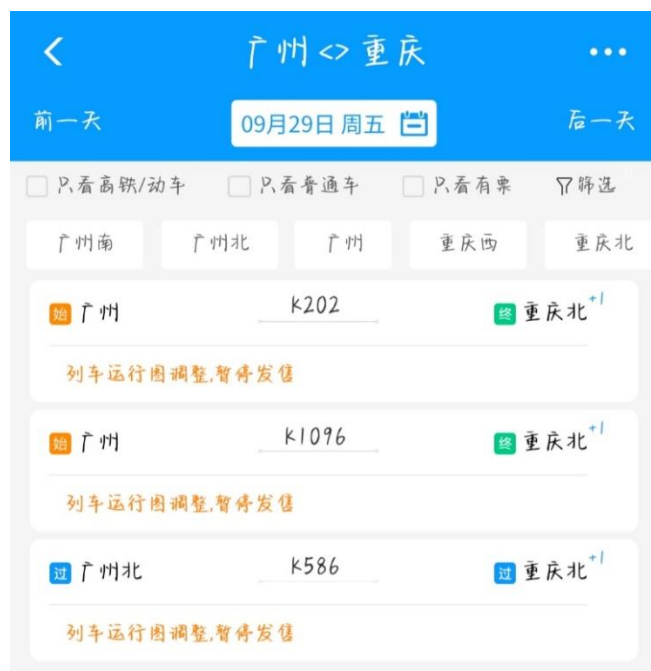 广州<>重庆
前一天 09月29日 周五 后一天
只看高铁/动车 只看普通车 只看有票 筛选
广州南 广州北 广州 重庆西 重庆北
始 广州 K202 终 重庆北+1
列车运行图调整,暂停发售
始 广州 K1096 终 重庆北+1
列车运行图调整,暂停发售
过 广州北 K586 过 重庆北+1
列车运行图调整,暂停发售